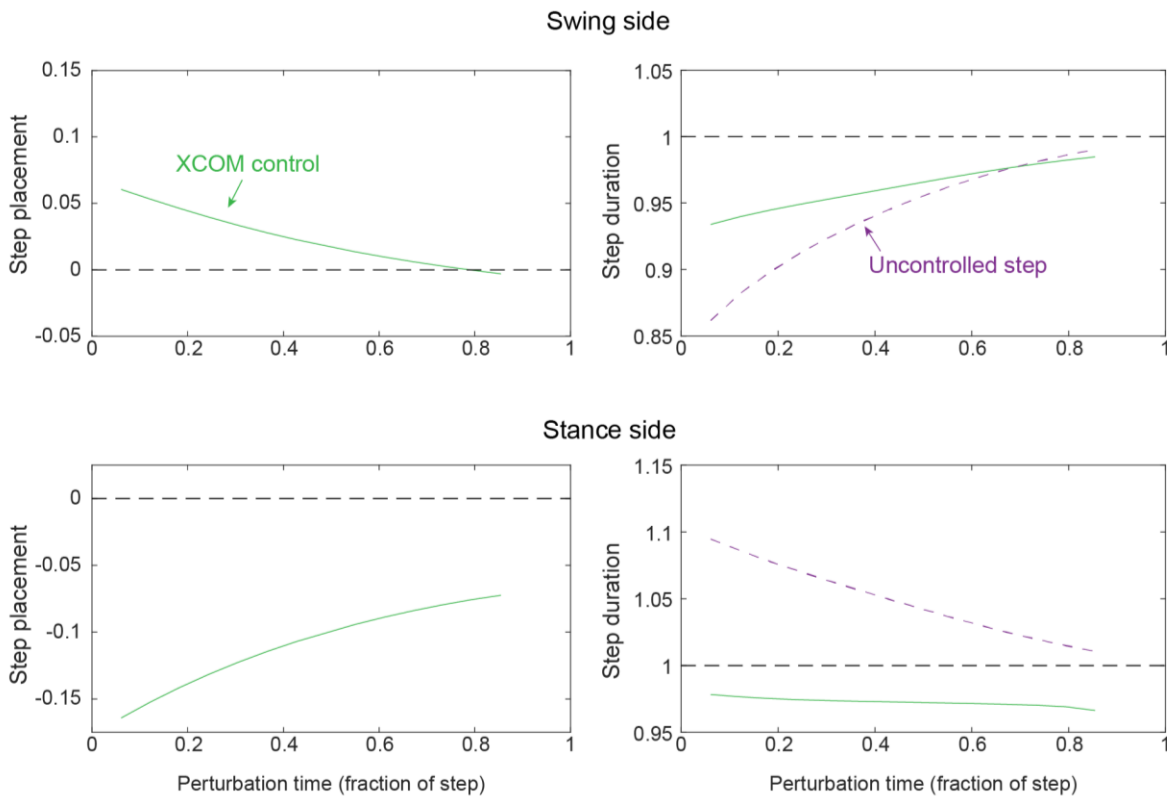 Swing side
0.15
0.1
0.05
0
-0.05
Step placement
XCOM control
0 0.2 0.4 0.6 0.8 1
1.05
1
0.95
0.9
0.85
Step duration
Uncontrolled step
0 0.2 0.4 0.6 0.8 1
Stance side
0
-0.05
-0.1
-0.15
Step placement
0 0.2 0.4 0.6 0.8 1
Perturbation time (fraction of step)
1.15
1.1
1.05
1
0.95
Step duration
0 0.2 0.4 0.6 0.8 1
Perturbation time (fraction of step)